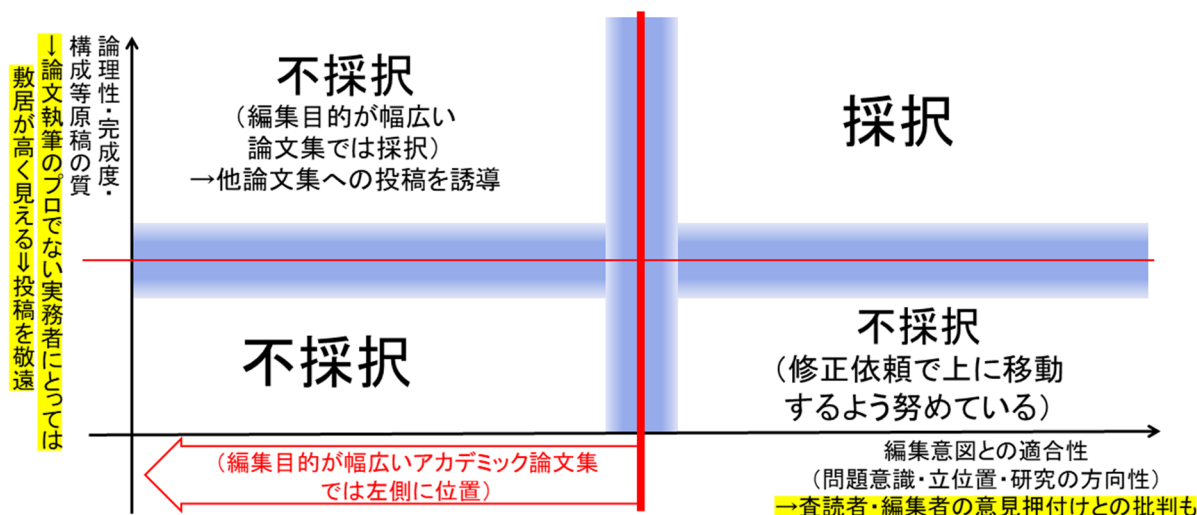 論理性・完成度・
構成等原稿の質
→論文執筆のプロでない実務者にとっては
敷居が高く見える⇒投稿を敬遠
不採択
（編集目的が幅広い
論文集では採択）
→他論文集への投稿を誘導
採択
不採択
不採択
（修正依頼で上に移動
するよう努めている）
（編集目的が幅広いアカデミック論文集
では左側に位置）
編集意図との適合性
（問題意識・立位置・研究の方向性）
→査読者・編集者の意見押付けとの批判も